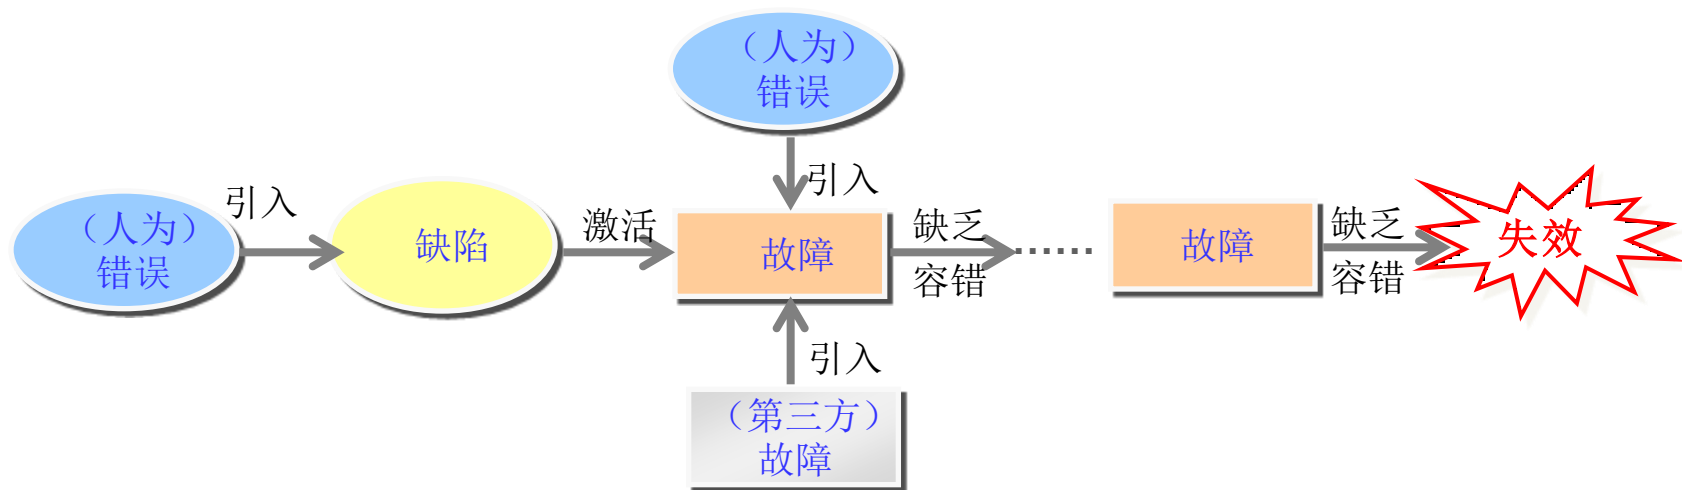 （人为）
错误
引入
（人为）
错误
引入
缺陷
激活
故障
缺乏
容错
故障
缺乏
容错
失效
引入
（第三方）
故障